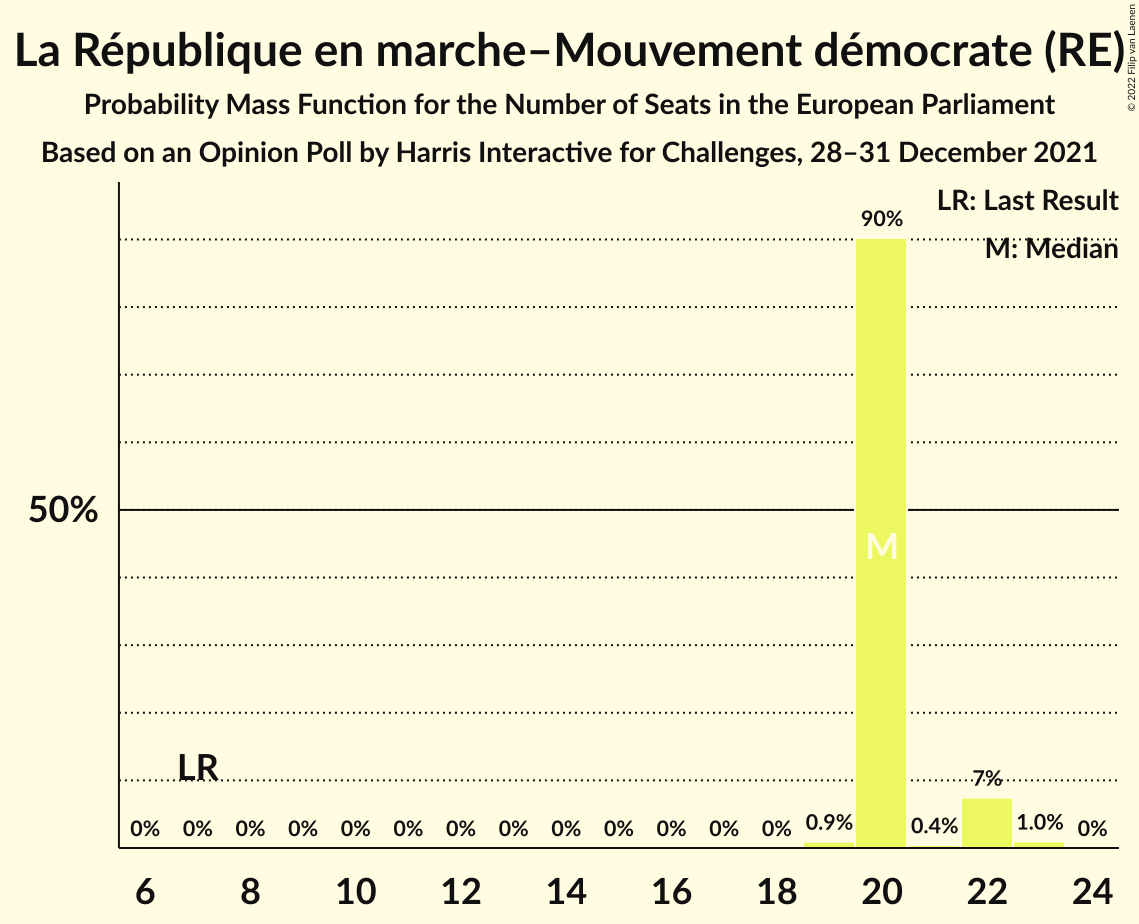 La République en marche–Mouvement démocrate (RE)
© 2022 Filip van Laenen
Probability Mass Function for the Number of Seats in the European Parliament
Based on an Opinion Poll by Harris Interactive for Challenges, 28–31 December 2021
LR: Last Result
90%
M: Median
50%
M
LR
7%
0% 0% 0% 0% 0% 0% 0% 0% 0% 0% 0% 0% 0% 0.9% 0.4% 1.0% 0%
6 8 10 12 14 16 18 20 22 24